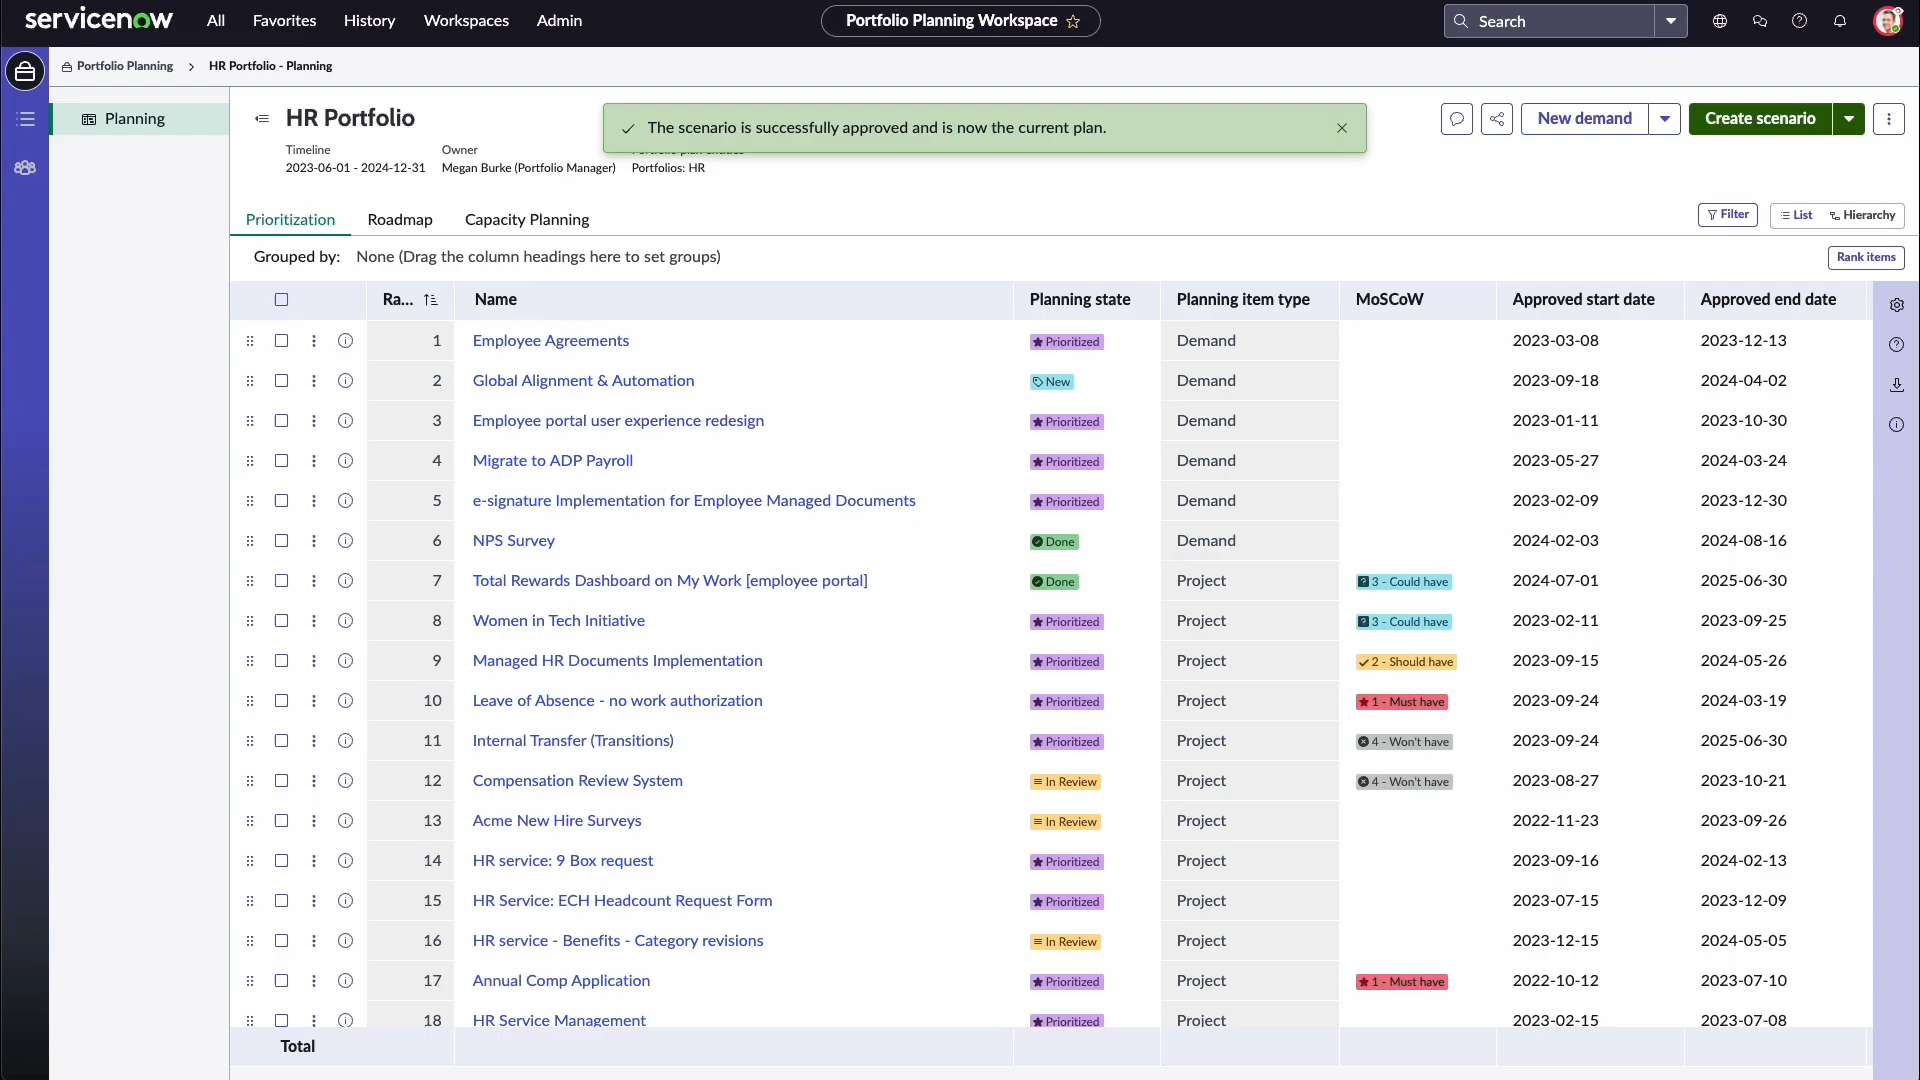 servicenow All Favorites History Workspaces Admin Portfolio Planning Workspace Search
Portfolio Planning > HR Portfolio - Planning
Planning
HR Portfolio
The scenario is successfully approved and is now the current plan.
New demand
Create scenario
Timeline
2023-06-01 - 2024-12-31
Owner
Megan Burke (Portfolio Manager)
Portfolios: HR
Prioritization Roadmap Capacity Planning
Filter List Hierarchy
Grouped by: None (Drag the column headings here to set groups)
Rank items
Ra... Name Planning state Planning item type MoSCoW Approved start date Approved end date
1 Employee Agreements Prioritized Demand 2023-03-08 2023-12-13
2 Global Alignment & Automation New Demand 2023-09-18 2024-04-02
3 Employee portal user experience redesign Prioritized Demand 2023-01-11 2023-10-30
4 Migrate to ADP Payroll Prioritized Demand 2023-05-27 2024-03-24
5 e-signature Implementation for Employee Managed Documents Prioritized Demand 2023-02-09 2023-12-30
6 NPS Survey Done Demand 2024-02-03 2024-08-16
7 Total Rewards Dashboard on My Work [employee portal] Done Project 3 - Could have 2024-07-01 2025-06-30
8 Women in Tech Initiative Prioritized Project 3 - Could have 2023-02-11 2023-09-25
9 Managed HR Documents Implementation Prioritized Project 2 - Should have 2023-09-15 2024-05-26
10 Leave of Absence - no work authorization Prioritized Project 1 - Must have 2023-09-24 2024-03-19
11 Internal Transfer (Transitions) Prioritized Project 4 - Won't have 2023-09-24 2025-06-30
12 Compensation Review System In Review Project 4 - Won't have 2023-08-27 2023-10-21
13 Acme New Hire Surveys In Review Project 2022-11-23 2023-09-26
14 HR service: 9 Box request Prioritized Project 2023-09-16 2024-02-13
15 HR Service: ECH Headcount Request Form Prioritized Project 2023-07-15 2023-12-09
16 HR service - Benefits - Category revisions In Review Project 2023-12-15 2024-05-05
17 Annual Comp Application Prioritized Project 1 - Must have 2022-10-12 2023-07-10
18 HR Service Management Prioritized Project 2023-02-15 2023-07-08
Total